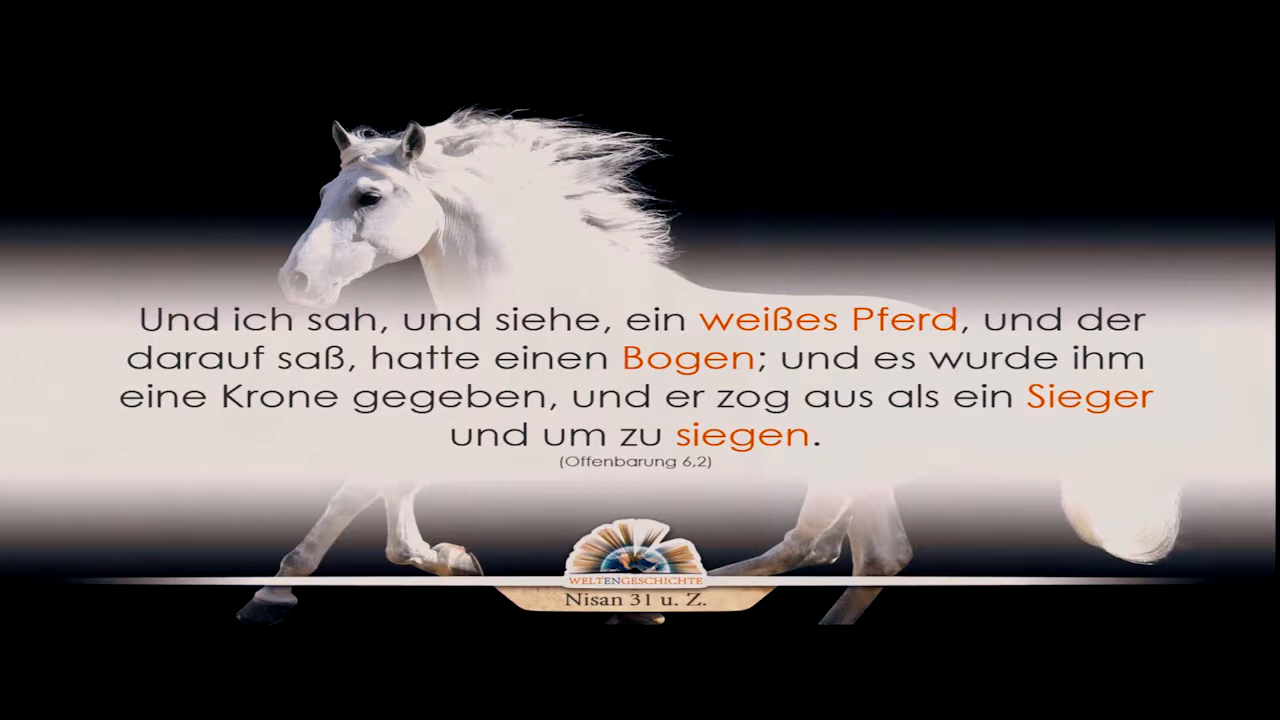 Und ich sah, und siehe, ein weißes Pferd, und der
darauf saß, hatte einen Bogen; und es wurde ihm
eine Krone gegeben, und er zog aus als ein Sieger
und um zu siegen.
(Offenbarung 6,2)
WELTENGESCHICHTE
Nisan 31 u. Z.